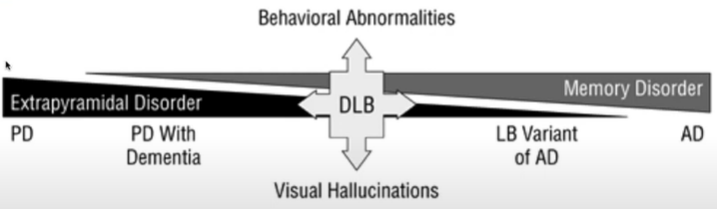 Behavioral Abnormalities
Memory Disorder
Extrapyramidal Disorder
DLB
PD
PD With
Dementia
LB Variant
of AD
AD
Visual Hallucinations